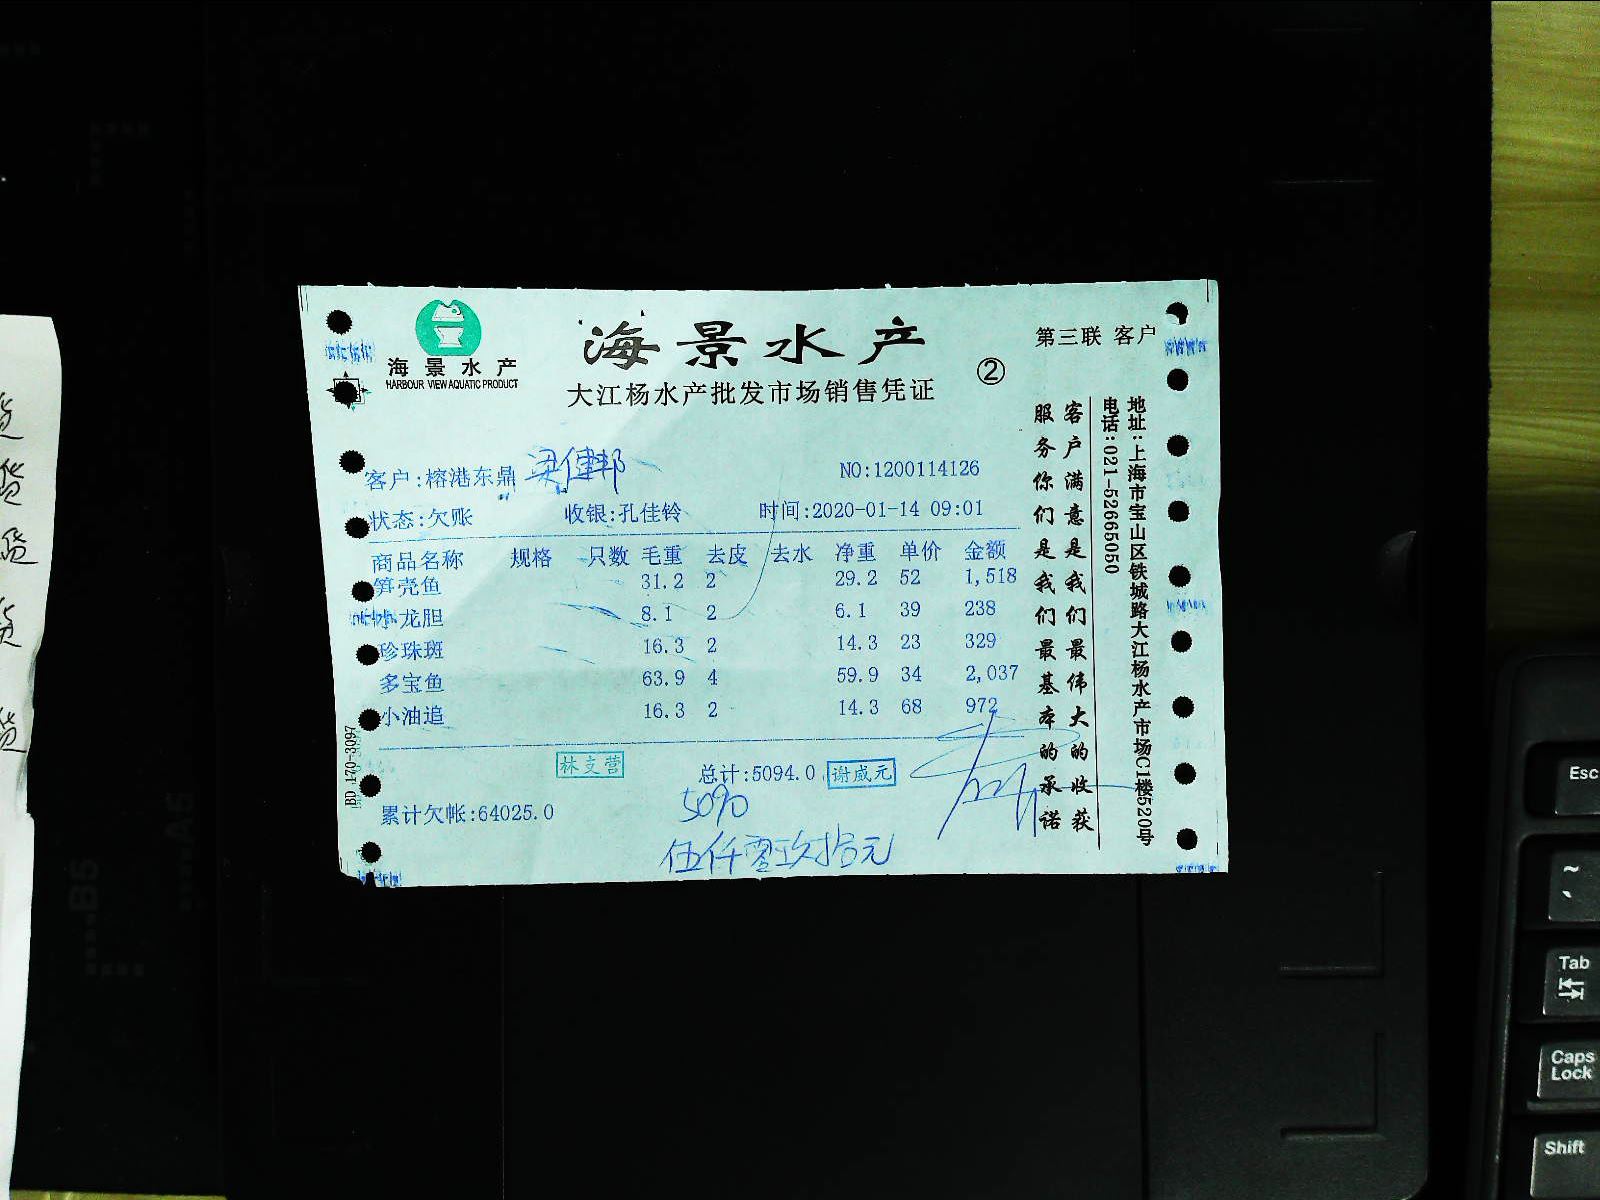 海景水产
HARBOUR VIEW AQUATIC PRODUCT
海景水产
大江杨水产批发市场销售凭证
②
第三联 客户
客户:榕港东鼎 梁健邦
NO:1200114126
状态:欠账 收银:孔佳铃 时间:2020-01-14 09:01
商品名称 规格 只数 毛重 去皮 去水 净重 单价 金额
笋壳鱼 31.2 2 29.2 52 1,518
小龙胆 8.1 2 6.1 39 238
珍珠斑 16.3 2 14.3 23 329
多宝鱼 63.9 4 59.9 34 2,037
小油追 16.3 2 14.3 68 972
林支营
总计:5094.0 谢威元
5090
累计欠帐:64025.0
伍仟零玖拾元
客户满意是我们最伟大的收获
服务你们是我们最基本的承诺
地址:上海市宝山区铁城路大江杨水产市场C1楼520号
电话:021-52665050
BD 170-3097
B5
A5
Esc
~
Tab
Caps
Lock
Shift